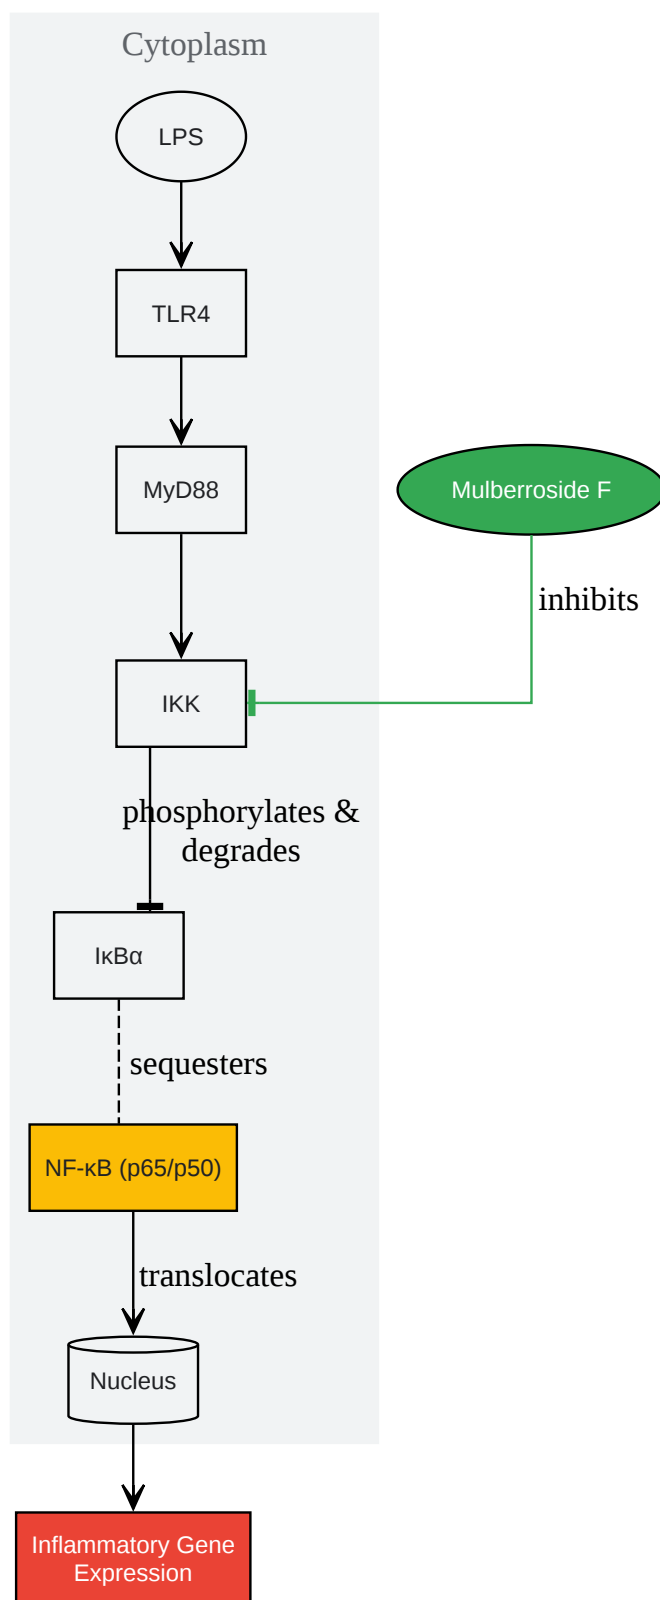 Cytoplasm
LPS
TLR4
MyD88
Mulberroside F
inhibits
IKK
phosphorylates &
degrades
IκBα
sequesters
NF-κB (p65/p50)
translocates
Nucleus
Inflammatory Gene
Expression